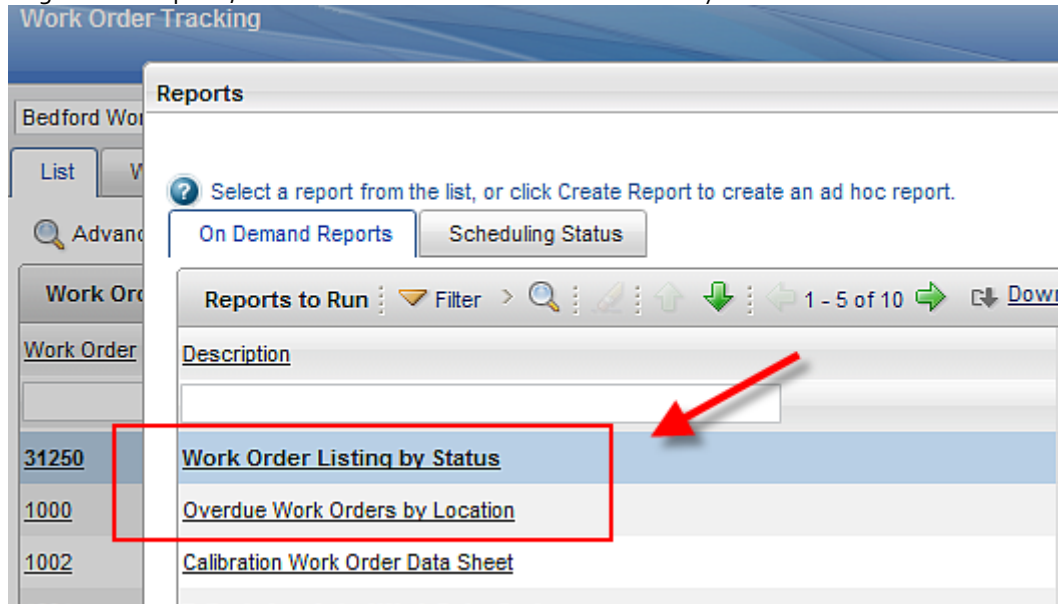 Work Order Tracking
Reports
Bedford Wor
List
Select a report from the list, or click Create Report to create an ad hoc report.
Advanc
On Demand Reports Scheduling Status
Work Ord
Reports to Run Filter > 1 - 5 of 10 Down
Work Order
Description
31250
Work Order Listing by Status
1000
Overdue Work Orders by Location
1002
Calibration Work Order Data Sheet